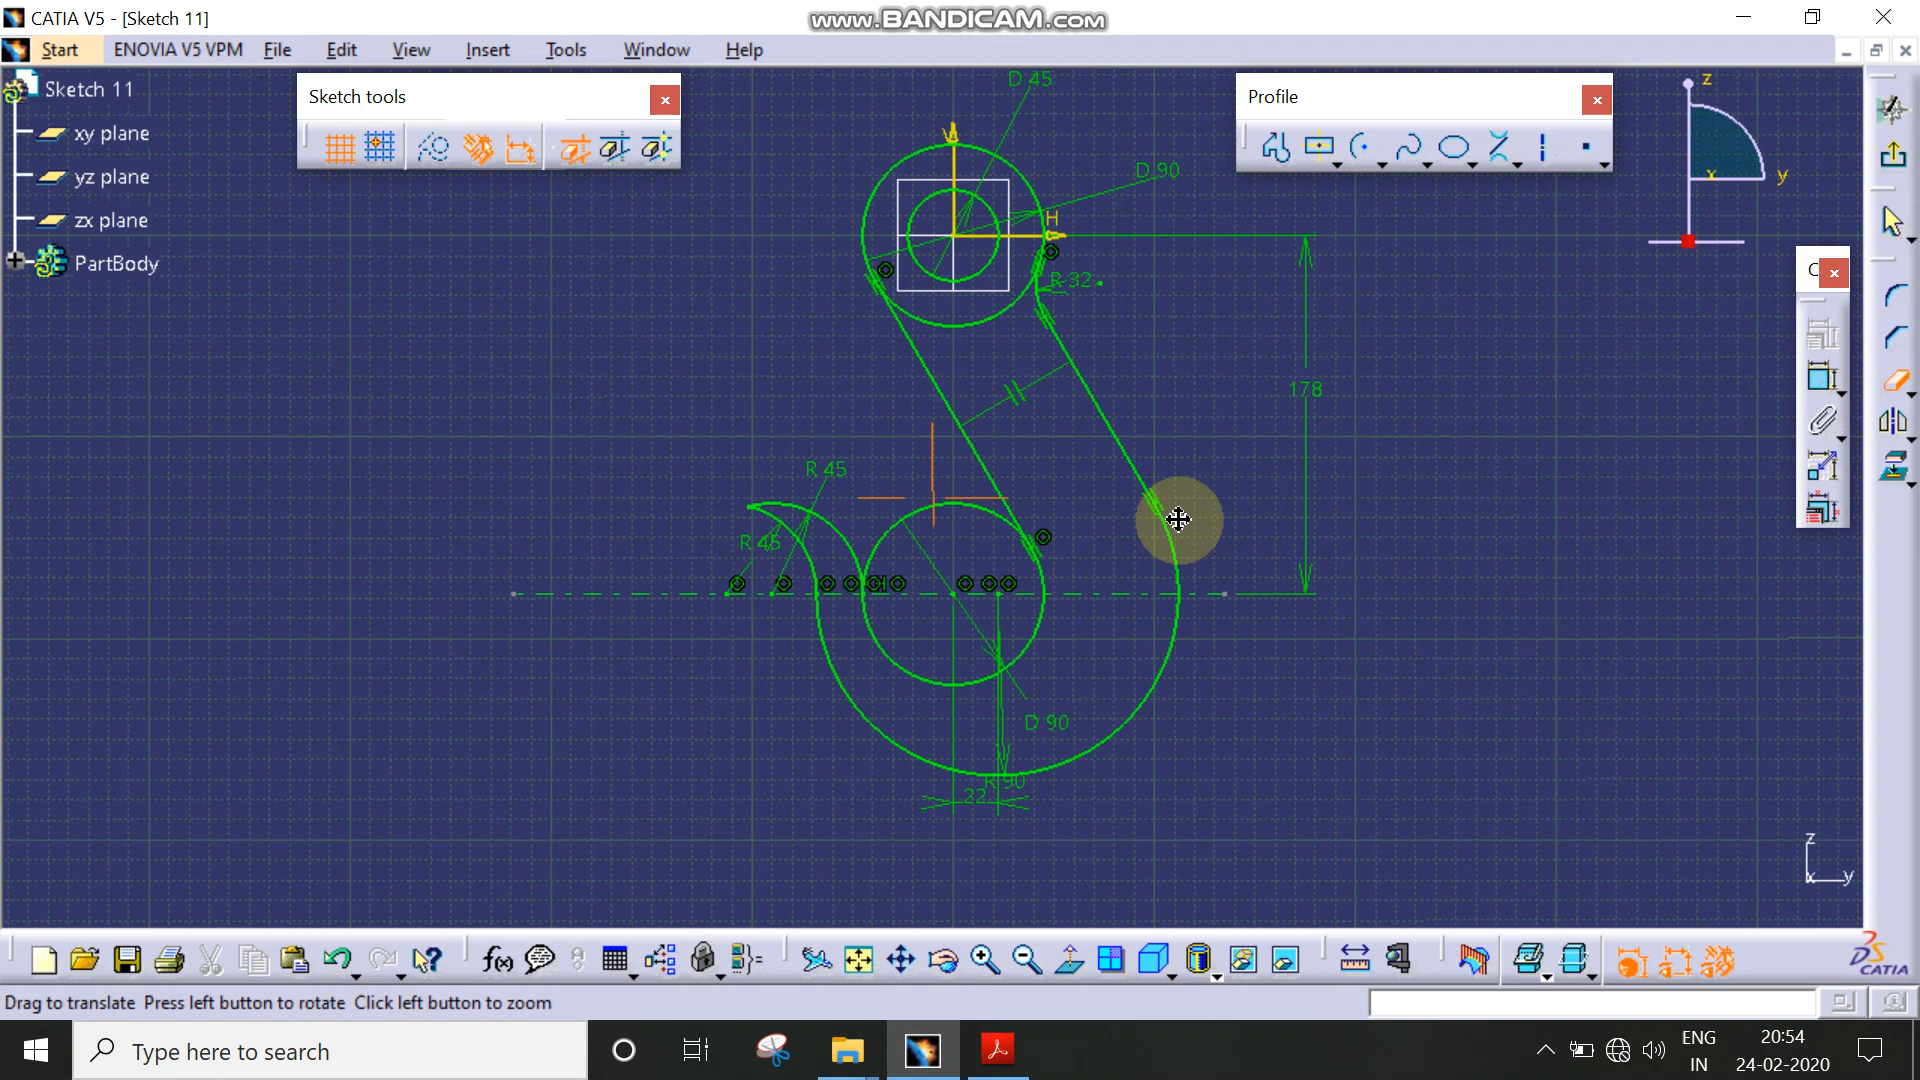 CATIA V5 - [Sketch 11]
www.BANDICAM.com
Start ENOVIA V5 VPM File Edit View Insert Tools Window Help
Sketch 11
xy plane
yz plane
zx plane
PartBody
Sketch tools
Profile
C
D 45
D 90
V
H
R 32
178
R 45
R 45
H
D 90
R 90
22
z
x
y
z
x
y
f(x)
CATIA
Drag to translate Press left button to rotate Click left button to zoom
Type here to search
ENG
IN
20:54
24-02-2020